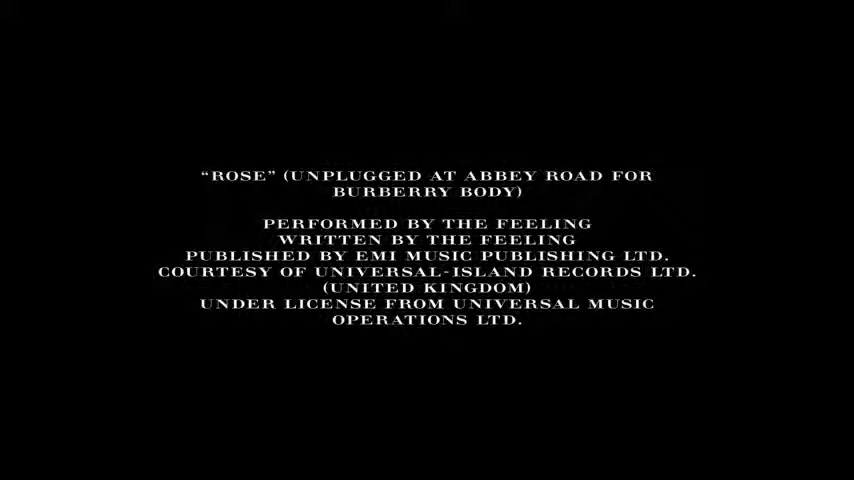 “ROSE” (UNPLUGGED AT ABBEY ROAD FOR
BURBERRY BODY)
PERFORMED BY THE FEELING
WRITTEN BY THE FEELING
PUBLISHED BY EMI MUSIC PUBLISHING LTD.
COURTESY OF UNIVERSAL-ISLAND RECORDS LTD.
(UNITED KINGDOM)
UNDER LICENSE FROM UNIVERSAL MUSIC
OPERATIONS LTD.